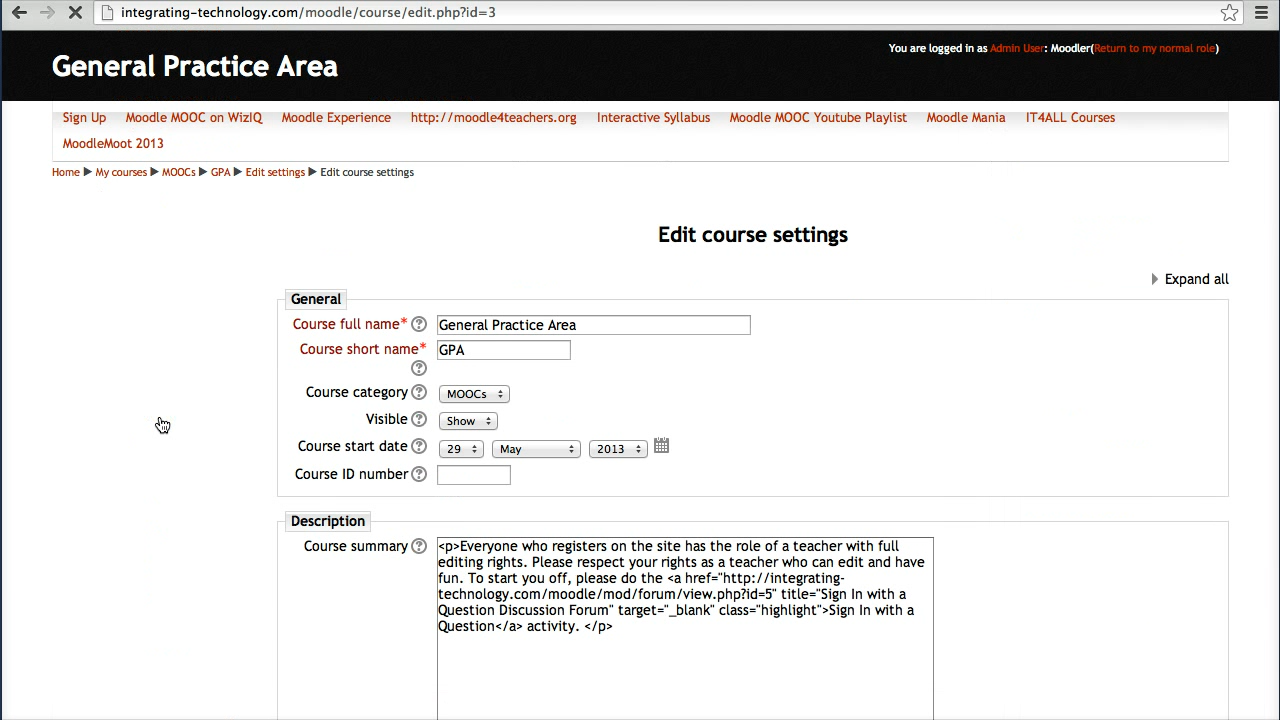 integrating-technology.com/moodle/course/edit.php?id=3
You are logged in as Admin User: Moodler(Return to my normal role)
General Practice Area
Sign Up Moodle MOOC on WizIQ Moodle Experience http://moodle4teachers.org Interactive Syllabus Moodle MOOC Youtube Playlist Moodle Mania IT4ALL Courses
MoodleMoot 2013
Home ► My courses ► MOOCs ► GPA ► Edit settings ► Edit course settings
Edit course settings
Expand all
General
Course full name* General Practice Area
Course short name* GPA
Course category MOOCs
Visible Show
Course start date 29 May 2013
Course ID number
Description
Course summary <p>Everyone who registers on the site has the role of a teacher with full
editing rights. Please respect your rights as a teacher who can edit and have
fun. To start you off, please do the <a href="http://integrating-
technology.com/moodle/mod/forum/view.php?id=5" title="Sign In with a
Question Discussion Forum" target="_blank" class="highlight">Sign In with a
Question</a> activity. </p>